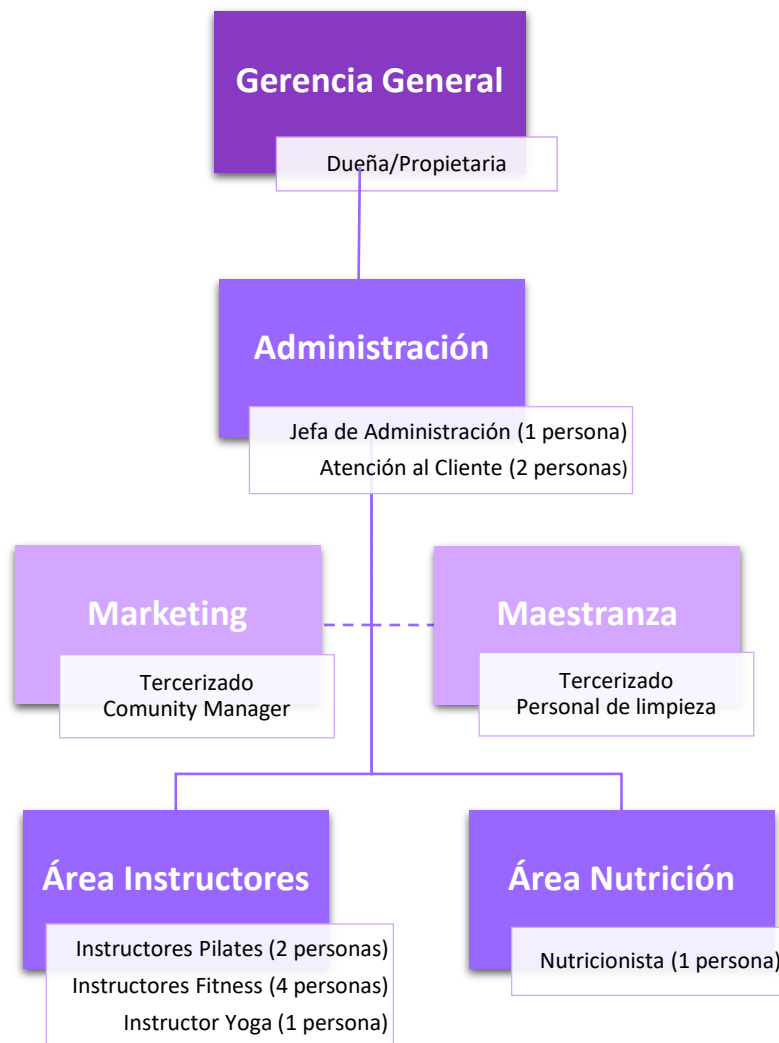 Gerencia General
Dueña/Propietaria
Administración
Jefa de Administración (1 persona)
Atención al Cliente (2 personas)
Marketing
Tercerizado
Comunity Manager
Maestranza
Tercerizado
Personal de limpieza
Área Instructores
Instructores Pilates (2 personas)
Instructores Fitness (4 personas)
Instructor Yoga (1 persona)
Área Nutrición
Nutricionista (1 persona)